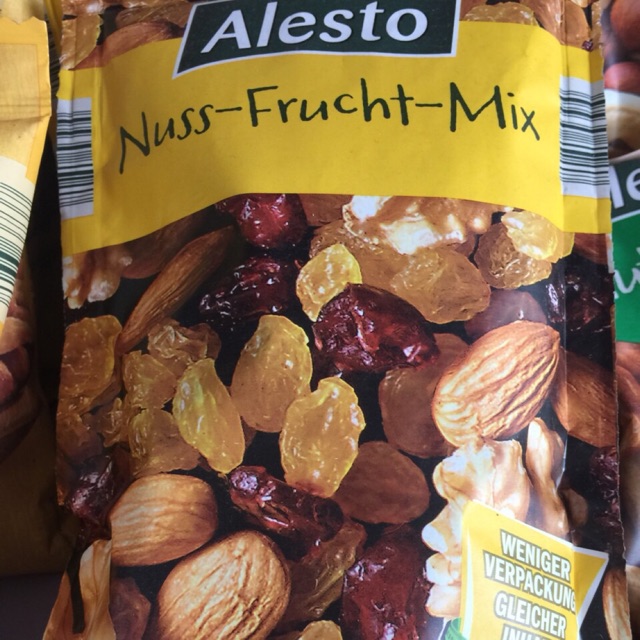 Alesto
Nuss-Frucht-Mix
WENIGER
VERPACKUNG
GLEICHER